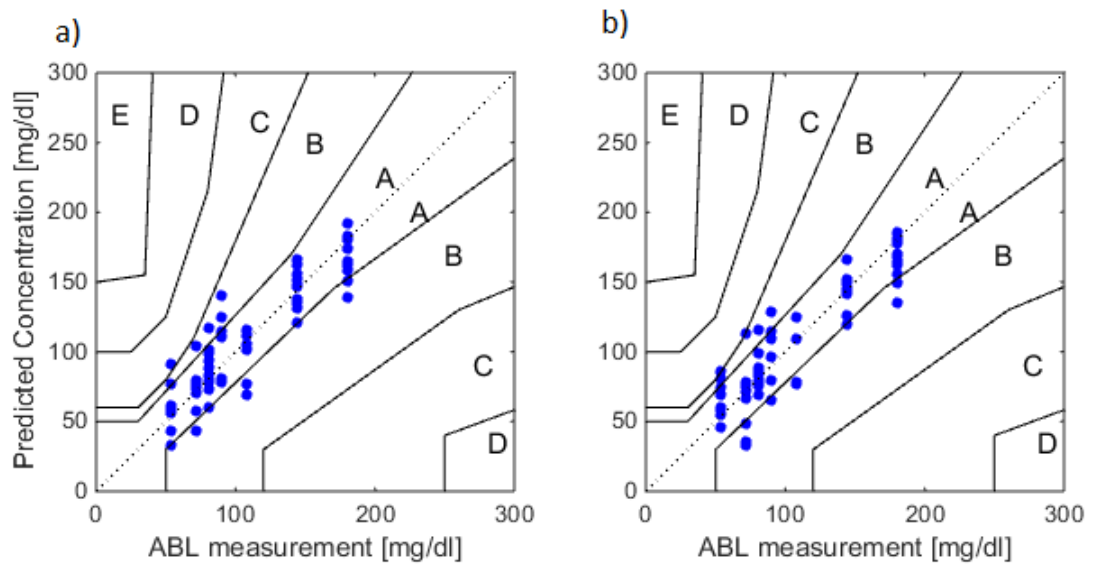 a)
300
250
200
150
100
50
0
0
100
200
300
Predicted Concentration [mg/dl]
ABL measurement [mg/dl]
E
D
C
B
A
A
B
C
D
b)
300
250
200
150
100
50
0
0
100
200
300
ABL measurement [mg/dl]
E
D
C
B
A
A
B
C
D